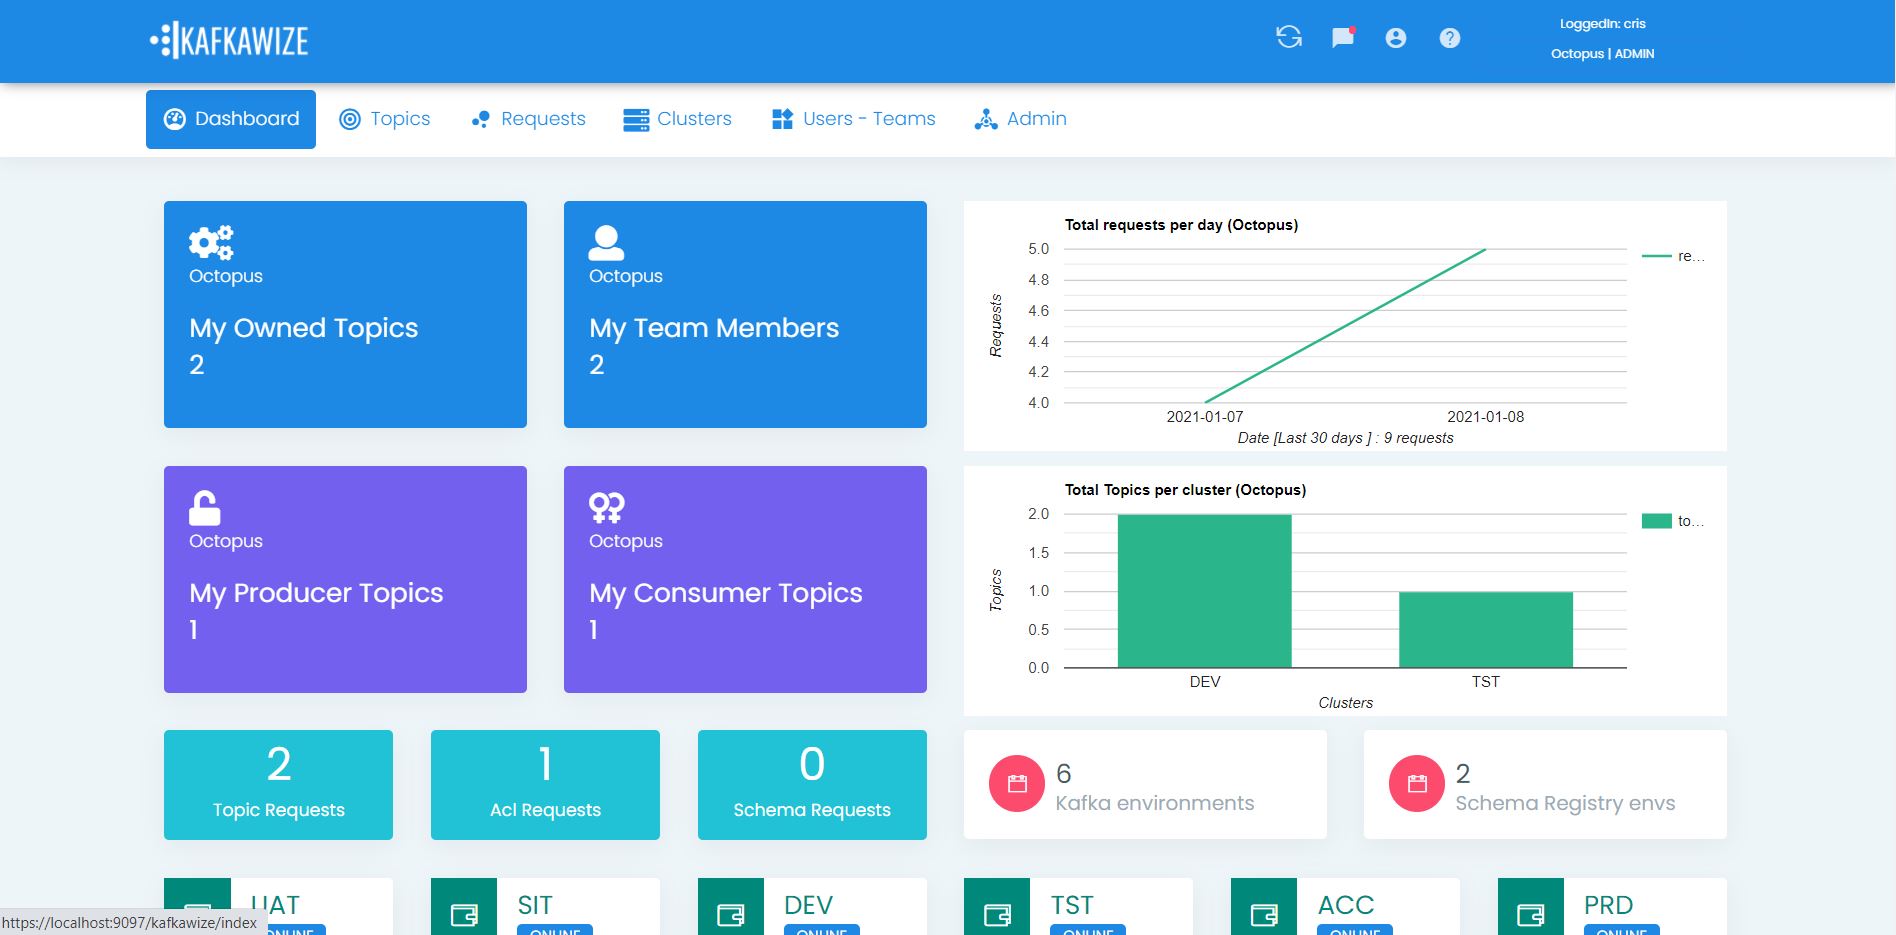 KAFKAWIZE
LoggedIn: cris
Octopus | ADMIN
Dashboard
Topics
Requests
Clusters
Users - Teams
Admin
Octopus
My Owned Topics
2
Octopus
My Team Members
2
Total requests per day (Octopus)
5.0
4.8
4.6
4.4
4.2
4.0
Requests
re...
2021-01-07
2021-01-08
Date [Last 30 days ] : 9 requests
Octopus
My Producer Topics
1
Octopus
My Consumer Topics
1
Total Topics per cluster (Octopus)
2.0
1.5
1.0
0.5
0.0
Topics
to...
DEV
TST
Clusters
2
Topic Requests
1
Acl Requests
0
Schema Requests
6
Kafka environments
2
Schema Registry envs
UAT
ONLINE
SIT
ONLINE
DEV
ONLINE
TST
ONLINE
ACC
ONLINE
PRD
ONLINE
https://localhost:9097/kafkawize/index